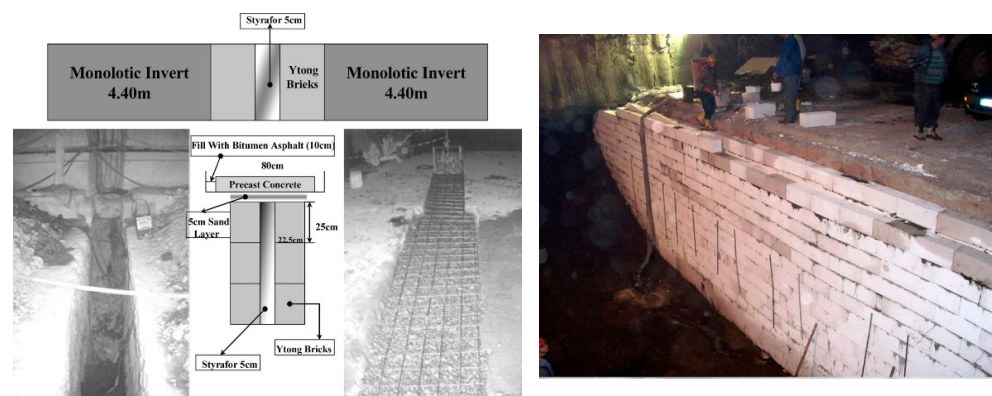 Styrafor 5cm
Monolotic Invert
4.40m
Ytong
Bricks
Monolotic Invert
4.40m
Fill With Bitumen Asphalt (10cm)
80cm
Precast Concrete
5cm Sand
Layer
25cm
22.5cm
Styrafor 5cm
Ytong Bricks